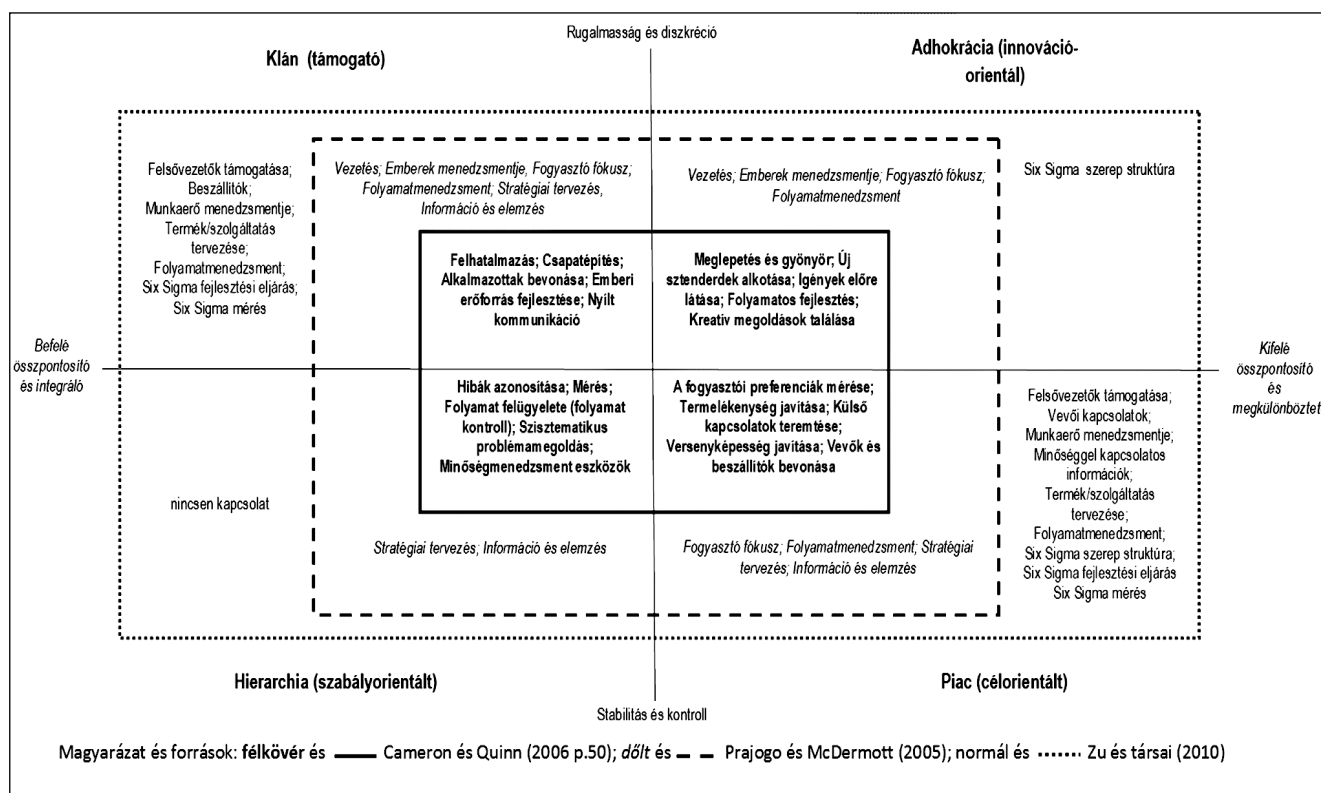 Rugalmasság és diszkréció
Klán (támogató)
Adhokrácia (innováció-
orientál)
Felsővezetők támogatása;
Beszállítók;
Munkaerő menedzsmentje;
Termék/szolgáltatás
tervezése;
Folyamatmenedzsment;
Six Sigma fejlesztési eljárás;
Six Sigma mérés
Vezetés; Emberek menedzsmentje, Fogyasztó fókusz;
Folyamatmenedzsment; Stratégiai tervezés,
Információ és elemzés
Vezetés; Emberek menedzsmentje; Fogyasztó fókusz;
Folyamatmenedzsment
Six Sigma szerep struktúra
Felhatalmazás; Csapatépítés;
Alkalmazottak bevonása; Emberi
erőforrás fejlesztése; Nyílt
kommunikáció
Meglepetés és gyönyör; Új
sztenderdek alkotása; Igények előre
látása; Folyamatos fejlesztés;
Kreatív megoldások találása
Befelé
összpontosító
és integráló
Kifelé
összpontosító
és
megkülönböztet
Hibák azonosítása; Mérés;
Folyamat felügyelete (folyamat
kontroll); Szisztematikus
problémamegoldás;
Minőségmenedzsment eszközök
A fogyasztói preferenciák mérése;
Termelékenység javítása; Külső
kapcsolatok teremtése;
Versenyképesség javítása; Vevők és
beszállítók bevonása
nincsen kapcsolat
Felsővezetők támogatása;
Vevői kapcsolatok;
Munkaerő menedzsmentje;
Minőséggel kapcsolatos
információk;
Termék/szolgáltatás
tervezése;
Folyamatmenedzsment;
Six Sigma szerep struktúra;
Six Sigma fejlesztési eljárás
Six Sigma mérés
Stratégiai tervezés; Információ és elemzés
Fogyasztó fókusz; Folyamatmenedzsment; Stratégiai
tervezés; Információ és elemzés
Hierarchia (szabályorientált)
Piac (célorientált)
Stabilitás és kontroll
Magyarázat és források: félkövér és Cameron és Quinn (2006 p.50); dőlt és Prajogo és McDermott (2005); normál és Zu és társai (2010)